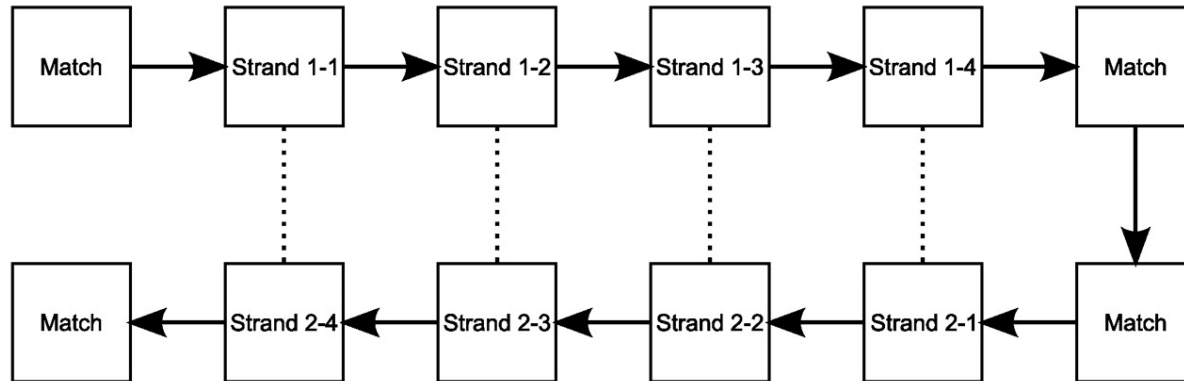 Match
Strand 1-1
Strand 1-2
Strand 1-3
Strand 1-4
Match
Match
Strand 2-4
Strand 2-3
Strand 2-2
Strand 2-1
Match